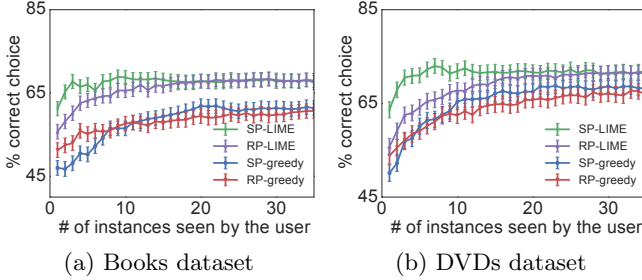 85
65
45
% correct choice
0
10
20
30
SP-LIME
RP-LIME
SP-greedy
RP-greedy
# of instances seen by the user
(a) Books dataset
85
65
45
% correct choice
0
10
20
30
SP-LIME
RP-LIME
SP-greedy
RP-greedy
# of instances seen by the user
(b) DVDs dataset